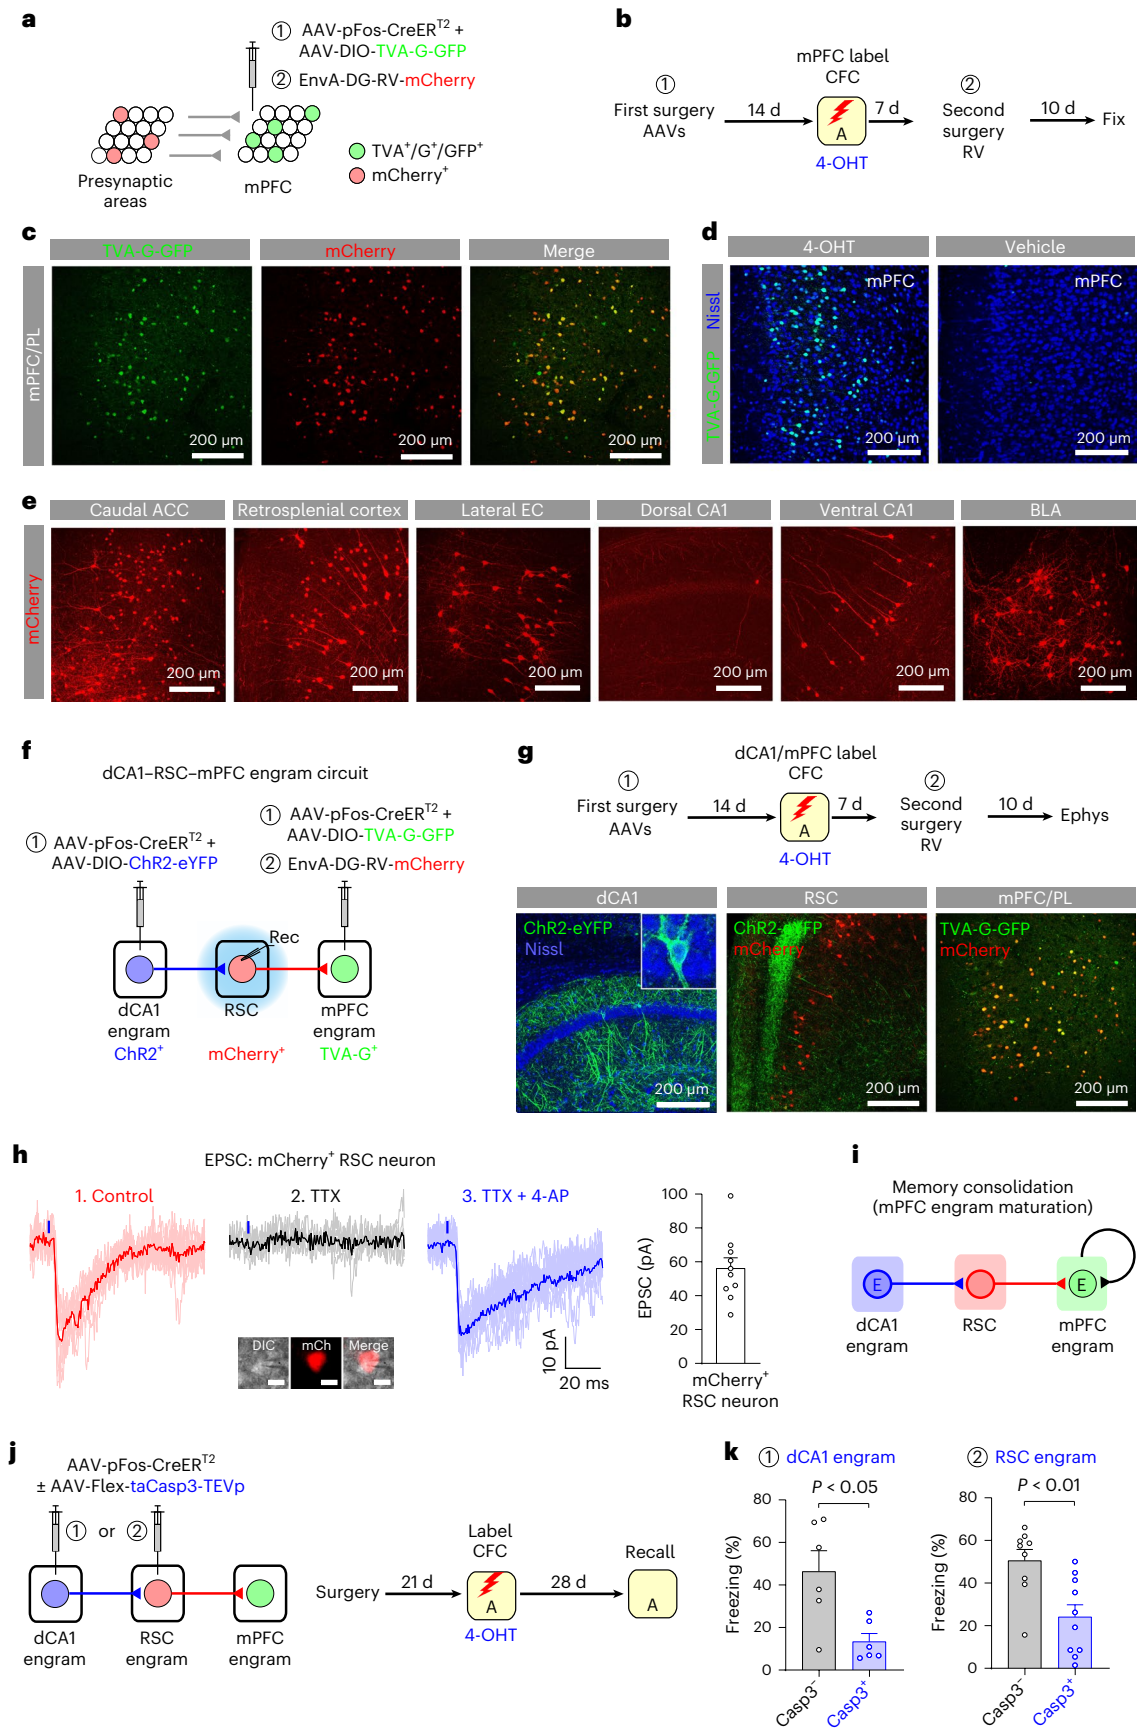 a
① AAV-pFos-CreERT2 +
AAV-DIO-TVA-G-GFP
② EnvA-DG-RV-mCherry
TVA+/G+/GFP+
mCherry+
Presynaptic
areas
mPFC
b
mPFC label
CFC
①
First surgery
AAVs
14 d
A
4-OHT
7 d
②
Second
surgery
RV
10 d
Fix
c
TVA-G-GFP
mCherry
Merge
mPFC/PL
200 µm
200 µm
200 µm
d
4-OHT
Vehicle
TVA-G-GFP Nissl
mPFC
mPFC
200 µm
200 µm
e
Caudal ACC
Retrosplenial cortex
Lateral EC
Dorsal CA1
Ventral CA1
BLA
mCherry
200 µm
200 µm
200 µm
200 µm
200 µm
200 µm
f
dCA1–RSC–mPFC engram circuit
① AAV-pFos-CreERT2 +
AAV-DIO-ChR2-eYFP
① AAV-pFos-CreERT2 +
AAV-DIO-TVA-G-GFP
② EnvA-DG-RV-mCherry
Rec
dCA1
engram
ChR2+
RSC
mCherry+
mPFC
engram
TVA-G+
g
dCA1/mPFC label
CFC
①
First surgery
AAVs
14 d
A
4-OHT
7 d
②
Second
surgery
RV
10 d
Ephys
dCA1
RSC
mPFC/PL
ChR2-eYFP
Nissl
200 µm
ChR2-eYFP
mCherry
200 µm
TVA-G-GFP
mCherry
200 µm
h
EPSC: mCherry+ RSC neuron
1. Control
2. TTX
3. TTX + 4-AP
DIC
mCh
Merge
10 pA
20 ms
EPSC (pA)
100
80
60
40
20
0
mCherry+
RSC neuron
i
Memory consolidation
(mPFC engram maturation)
E
E
dCA1
engram
RSC
mPFC
engram
j
AAV-pFos-CreERT2
± AAV-Flex-taCasp3-TEVp
① or ②
dCA1
engram
RSC
engram
mPFC
engram
Surgery
21 d
Label
CFC
A
4-OHT
28 d
Recall
A
k
① dCA1 engram
P < 0.05
Freezing (%)
80
60
40
20
0
Casp3−
Casp3+
② RSC engram
P < 0.01
Freezing (%)
80
60
40
20
0
Casp3−
Casp3+